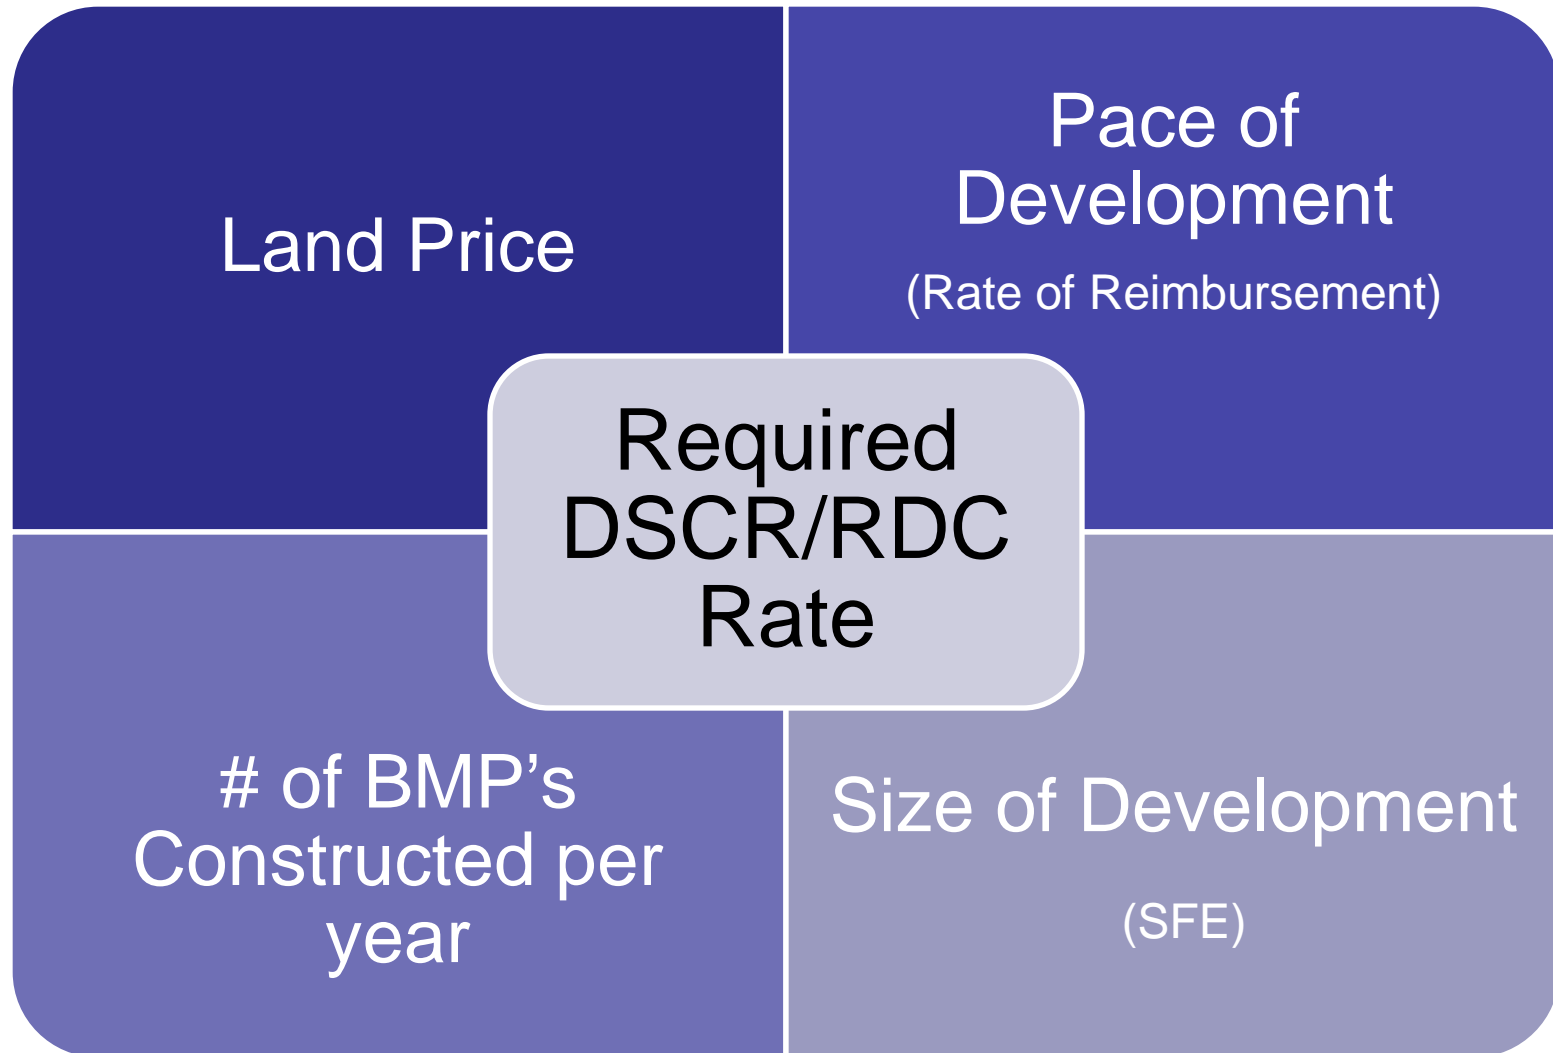 Land Price
Pace of
Development
(Rate of Reimbursement)
Required
DSCR/RDC
Rate
# of BMP’s
Constructed per
year
Size of Development
(SFE)